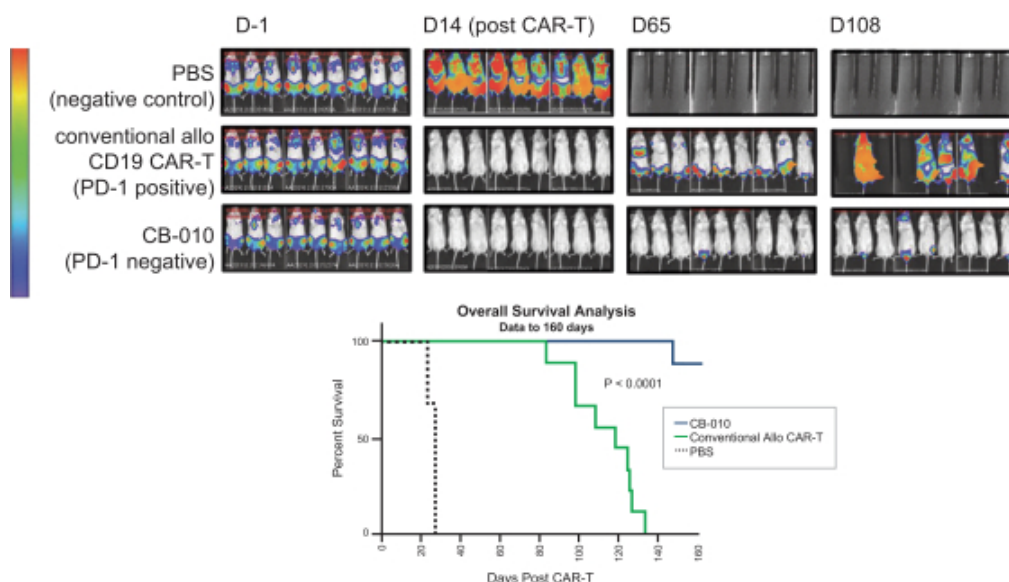 D-1 D14 (post CAR-T) D65 D108
PBS
(negative control)
conventional allo
CD19 CAR-T
(PD-1 positive)
CB-010
(PD-1 negative)
Overall Survival Analysis
Data to 160 days
100
50
0
Percent Survival
P < 0.0001
CB-010
Conventional Allo CAR-T
PBS
0 20 40 60 80 100 120 140 160
Days Post CAR-T